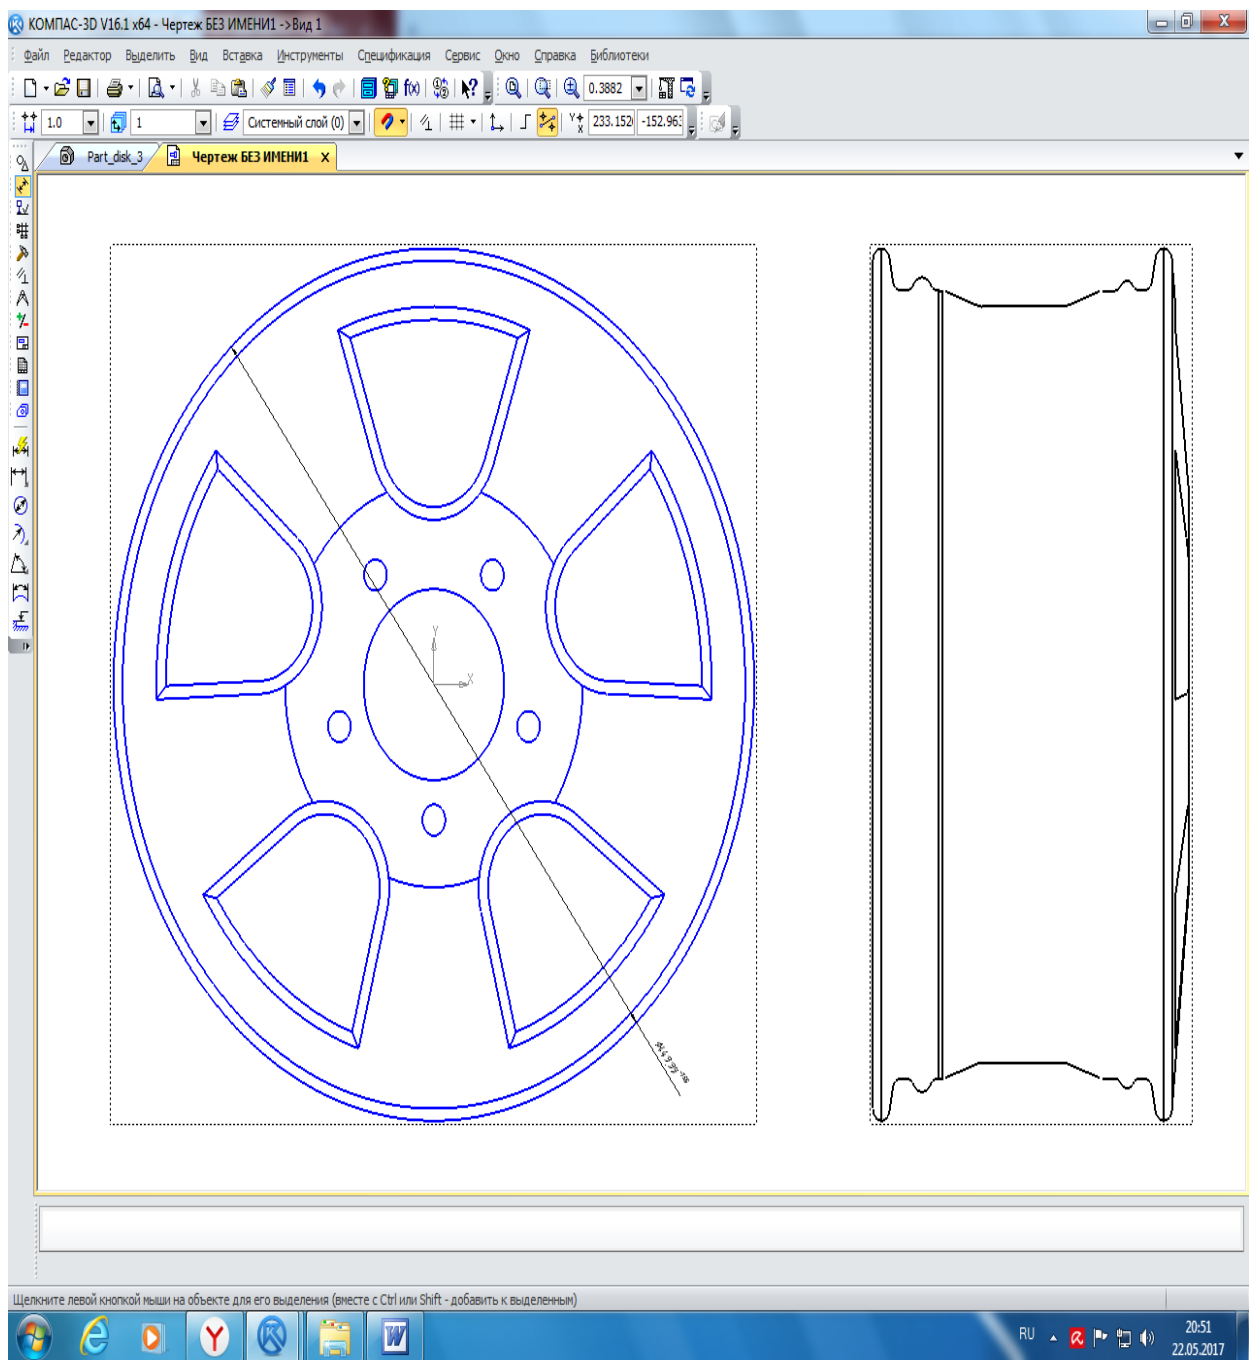 КОМПАС-3D V16.1 x64 - Чертеж БЕЗ ИМЕНИ1 ->Вид 1
Файл Редактор Выделить Вид Вставка Инструменты Спецификация Сервис Окно Справка Библиотеки
f(x) 0.3882
1.0 1 Системный слой (0) 233.152 -152.963
Part_disk_3 Чертеж БЕЗ ИМЕНИ1 X
Y
X
Щелкните левой кнопкой мыши на объекте для его выделения (вместе с Ctrl или Shift - добавить к выделенным)
RU 20:51
22.05.2017